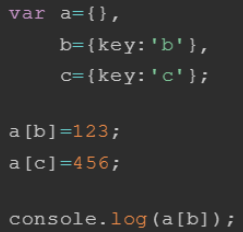 var a={},
    b={key:'b'},
    c={key:'c'};
a[b]=123;
a[c]=456;
console.log(a[b]);